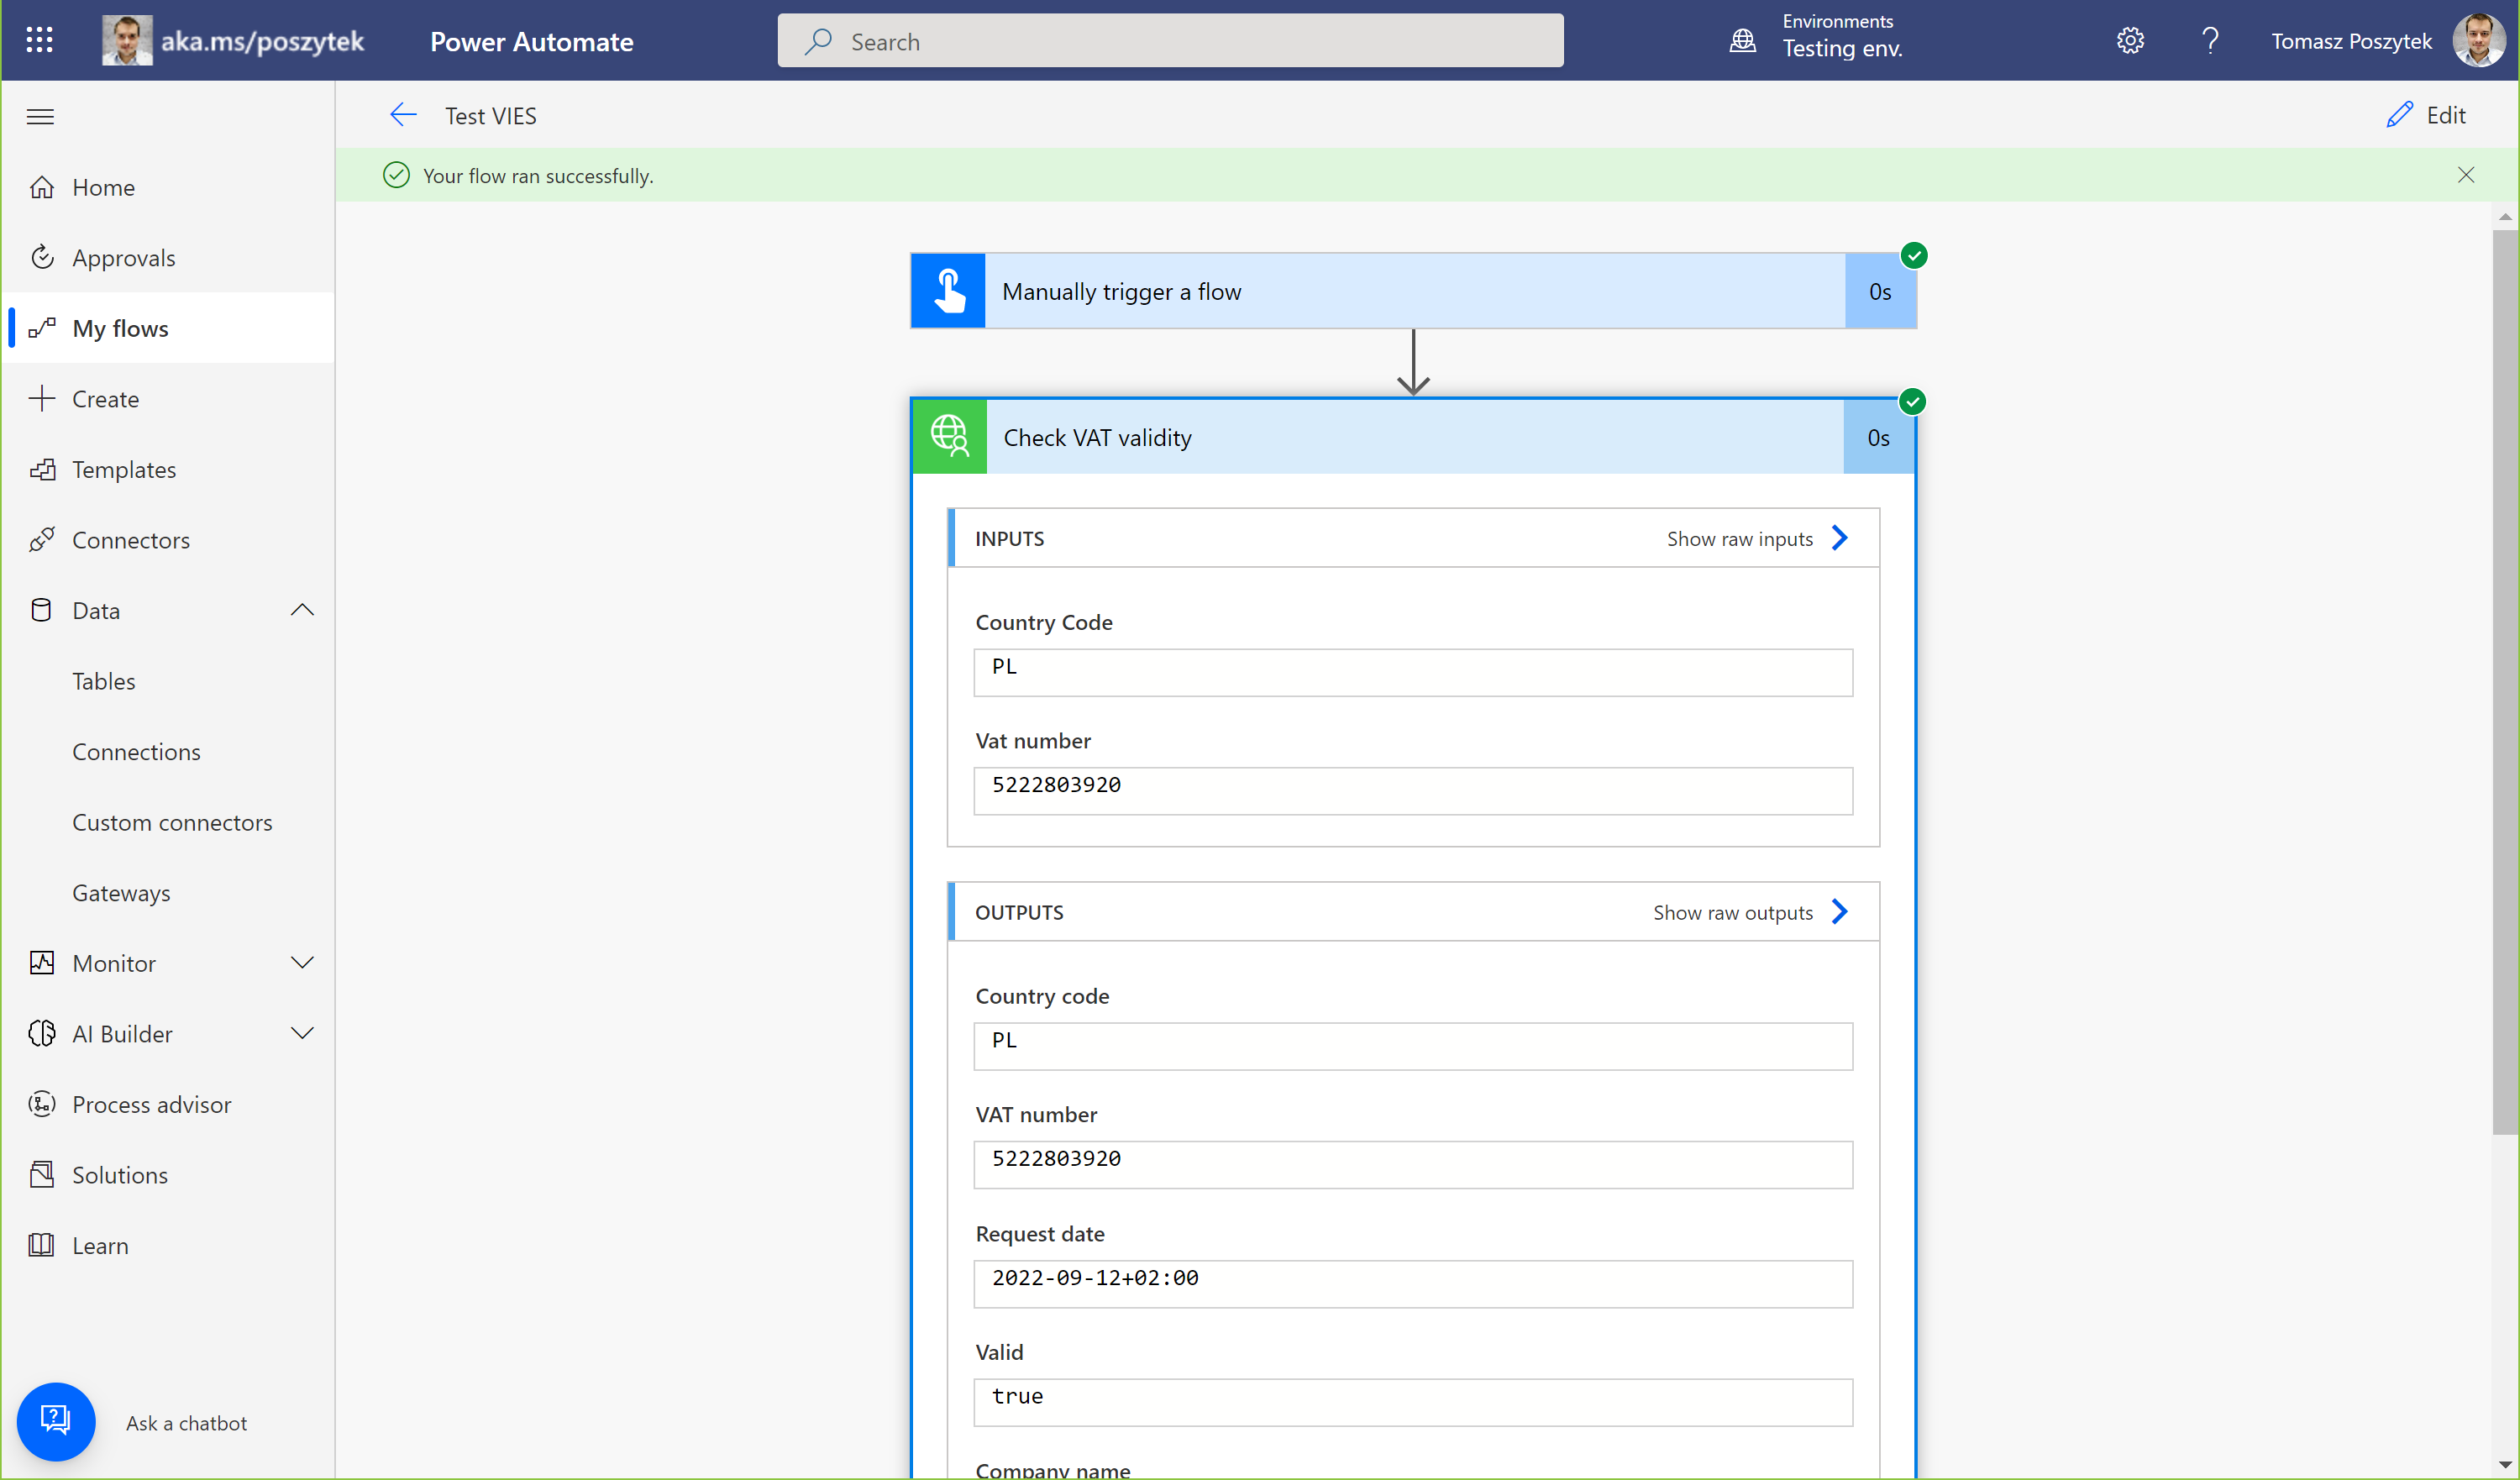 aka.ms/poszytek
Power Automate
Search
Environments
Testing env.
?
Tomasz Poszytek
Test VIES
Edit
Your flow ran successfully.
Home
Approvals
My flows
Create
Templates
Connectors
Data
Tables
Connections
Custom connectors
Gateways
Monitor
AI Builder
Process advisor
Solutions
Learn
Ask a chatbot
Manually trigger a flow
0s
Check VAT validity
0s
INPUTS
Show raw inputs
Country Code
PL
Vat number
5222803920
OUTPUTS
Show raw outputs
Country code
PL
VAT number
5222803920
Request date
2022-09-12+02:00
Valid
true
Company name